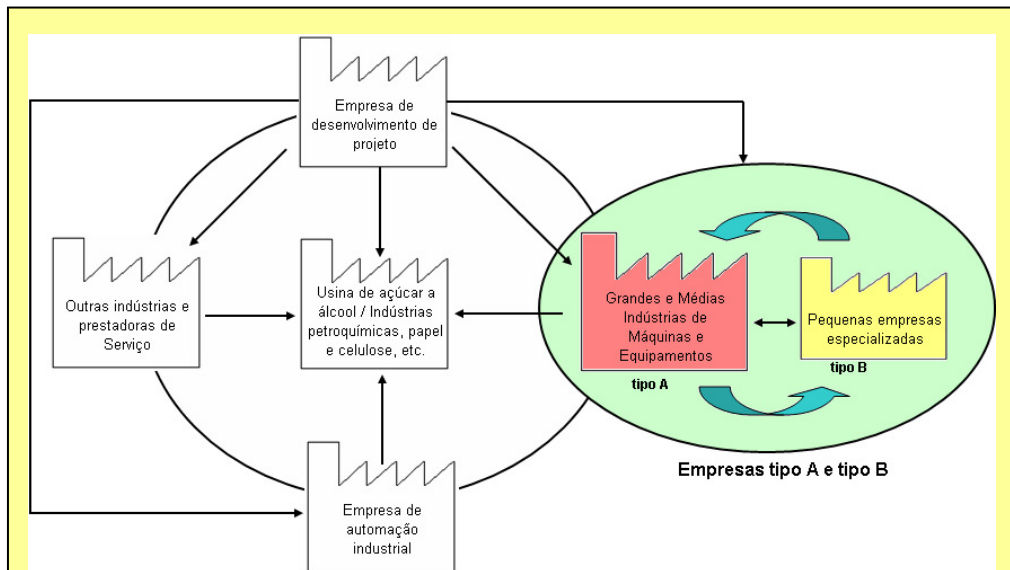 Empresa de
desenvolvimento de
projeto
Outras indústrias e
prestadoras de
Serviço
Usina de açúcar a
álcool / Indústrias
petroquímicas, papel
e celulose, etc.
Grandes e Médias
Indústrias de
Máquinas e
Equipamentos
tipo A
Pequenas empresas
especializadas
tipo B
Empresas tipo A e tipo B
Empresa de
automação
industrial